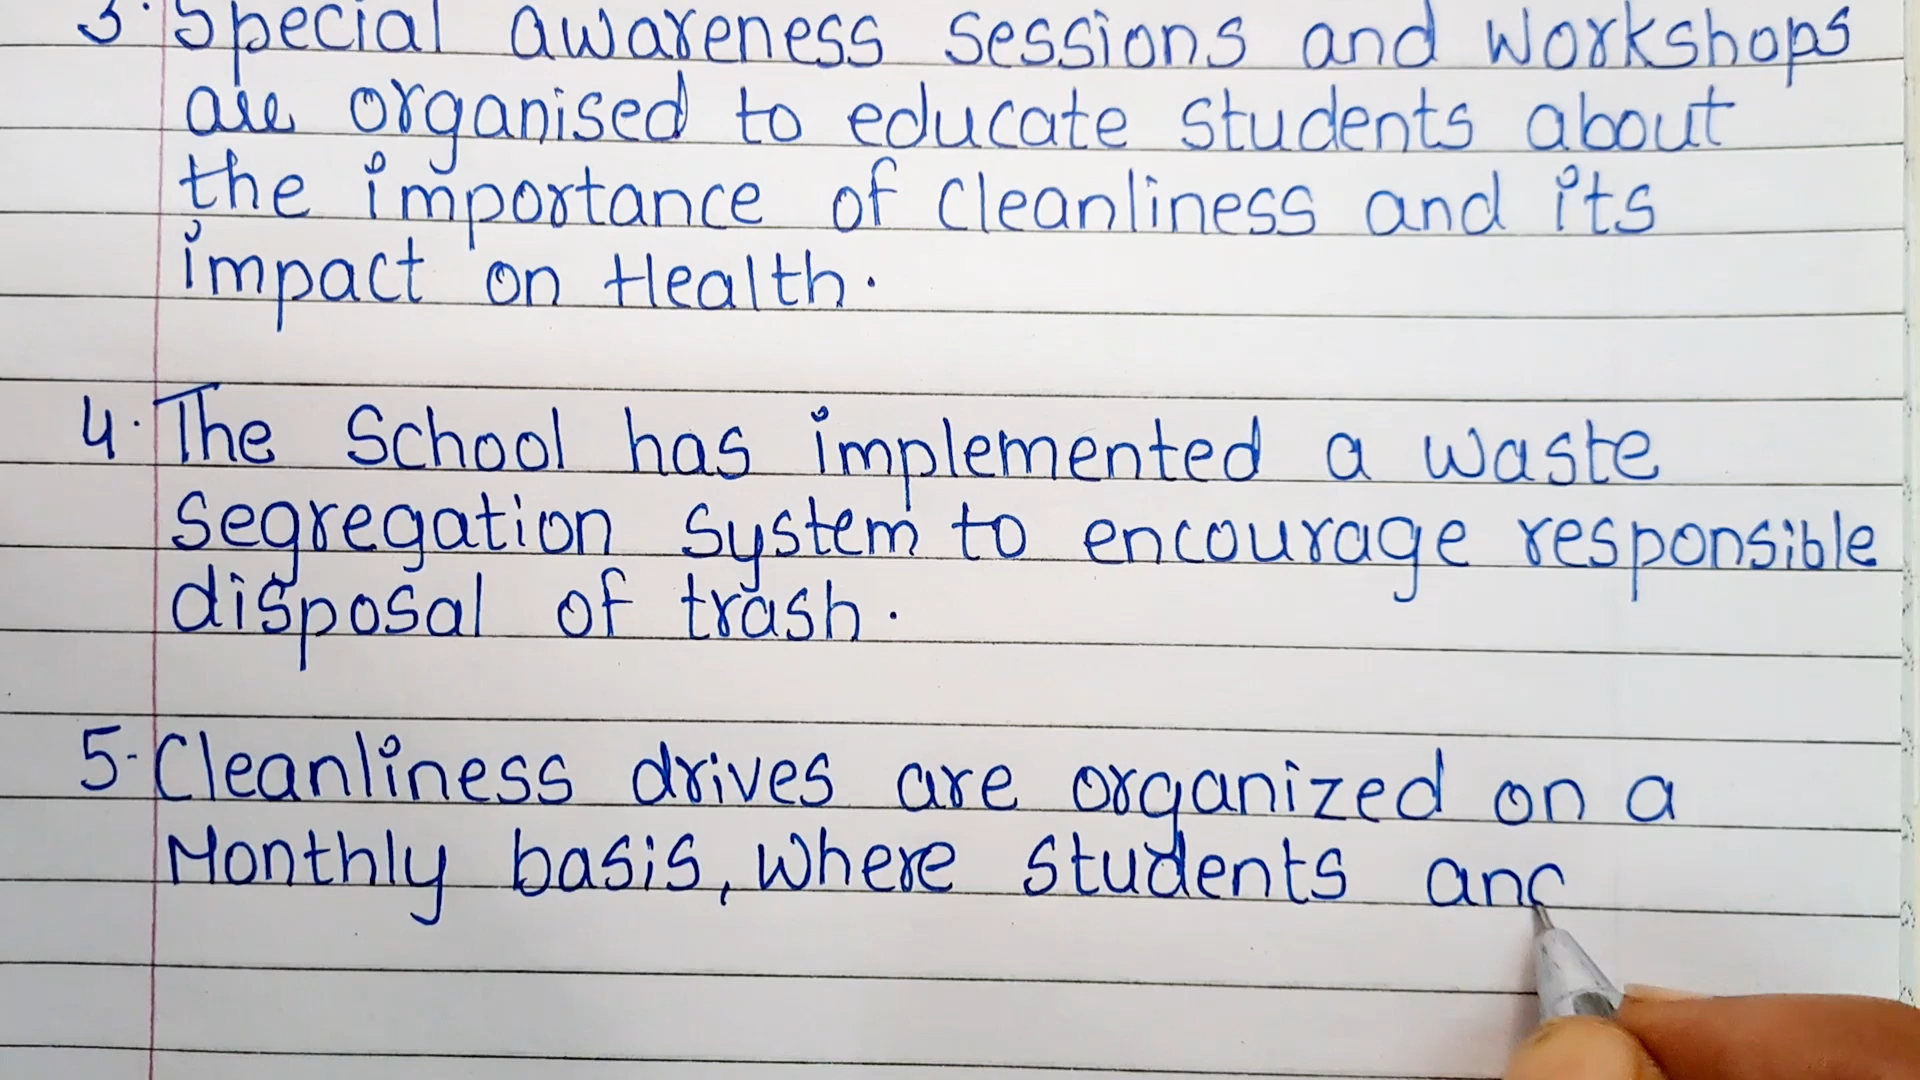 3. Special awareness sessions and Workshops
are organised to educate students about
the importance of cleanliness and its
impact on Health.
4. The School has implemented a waste
segregation system to encourage responsible
disposal of trash.
5. Cleanliness drives are organized on a
Monthly basis, where students